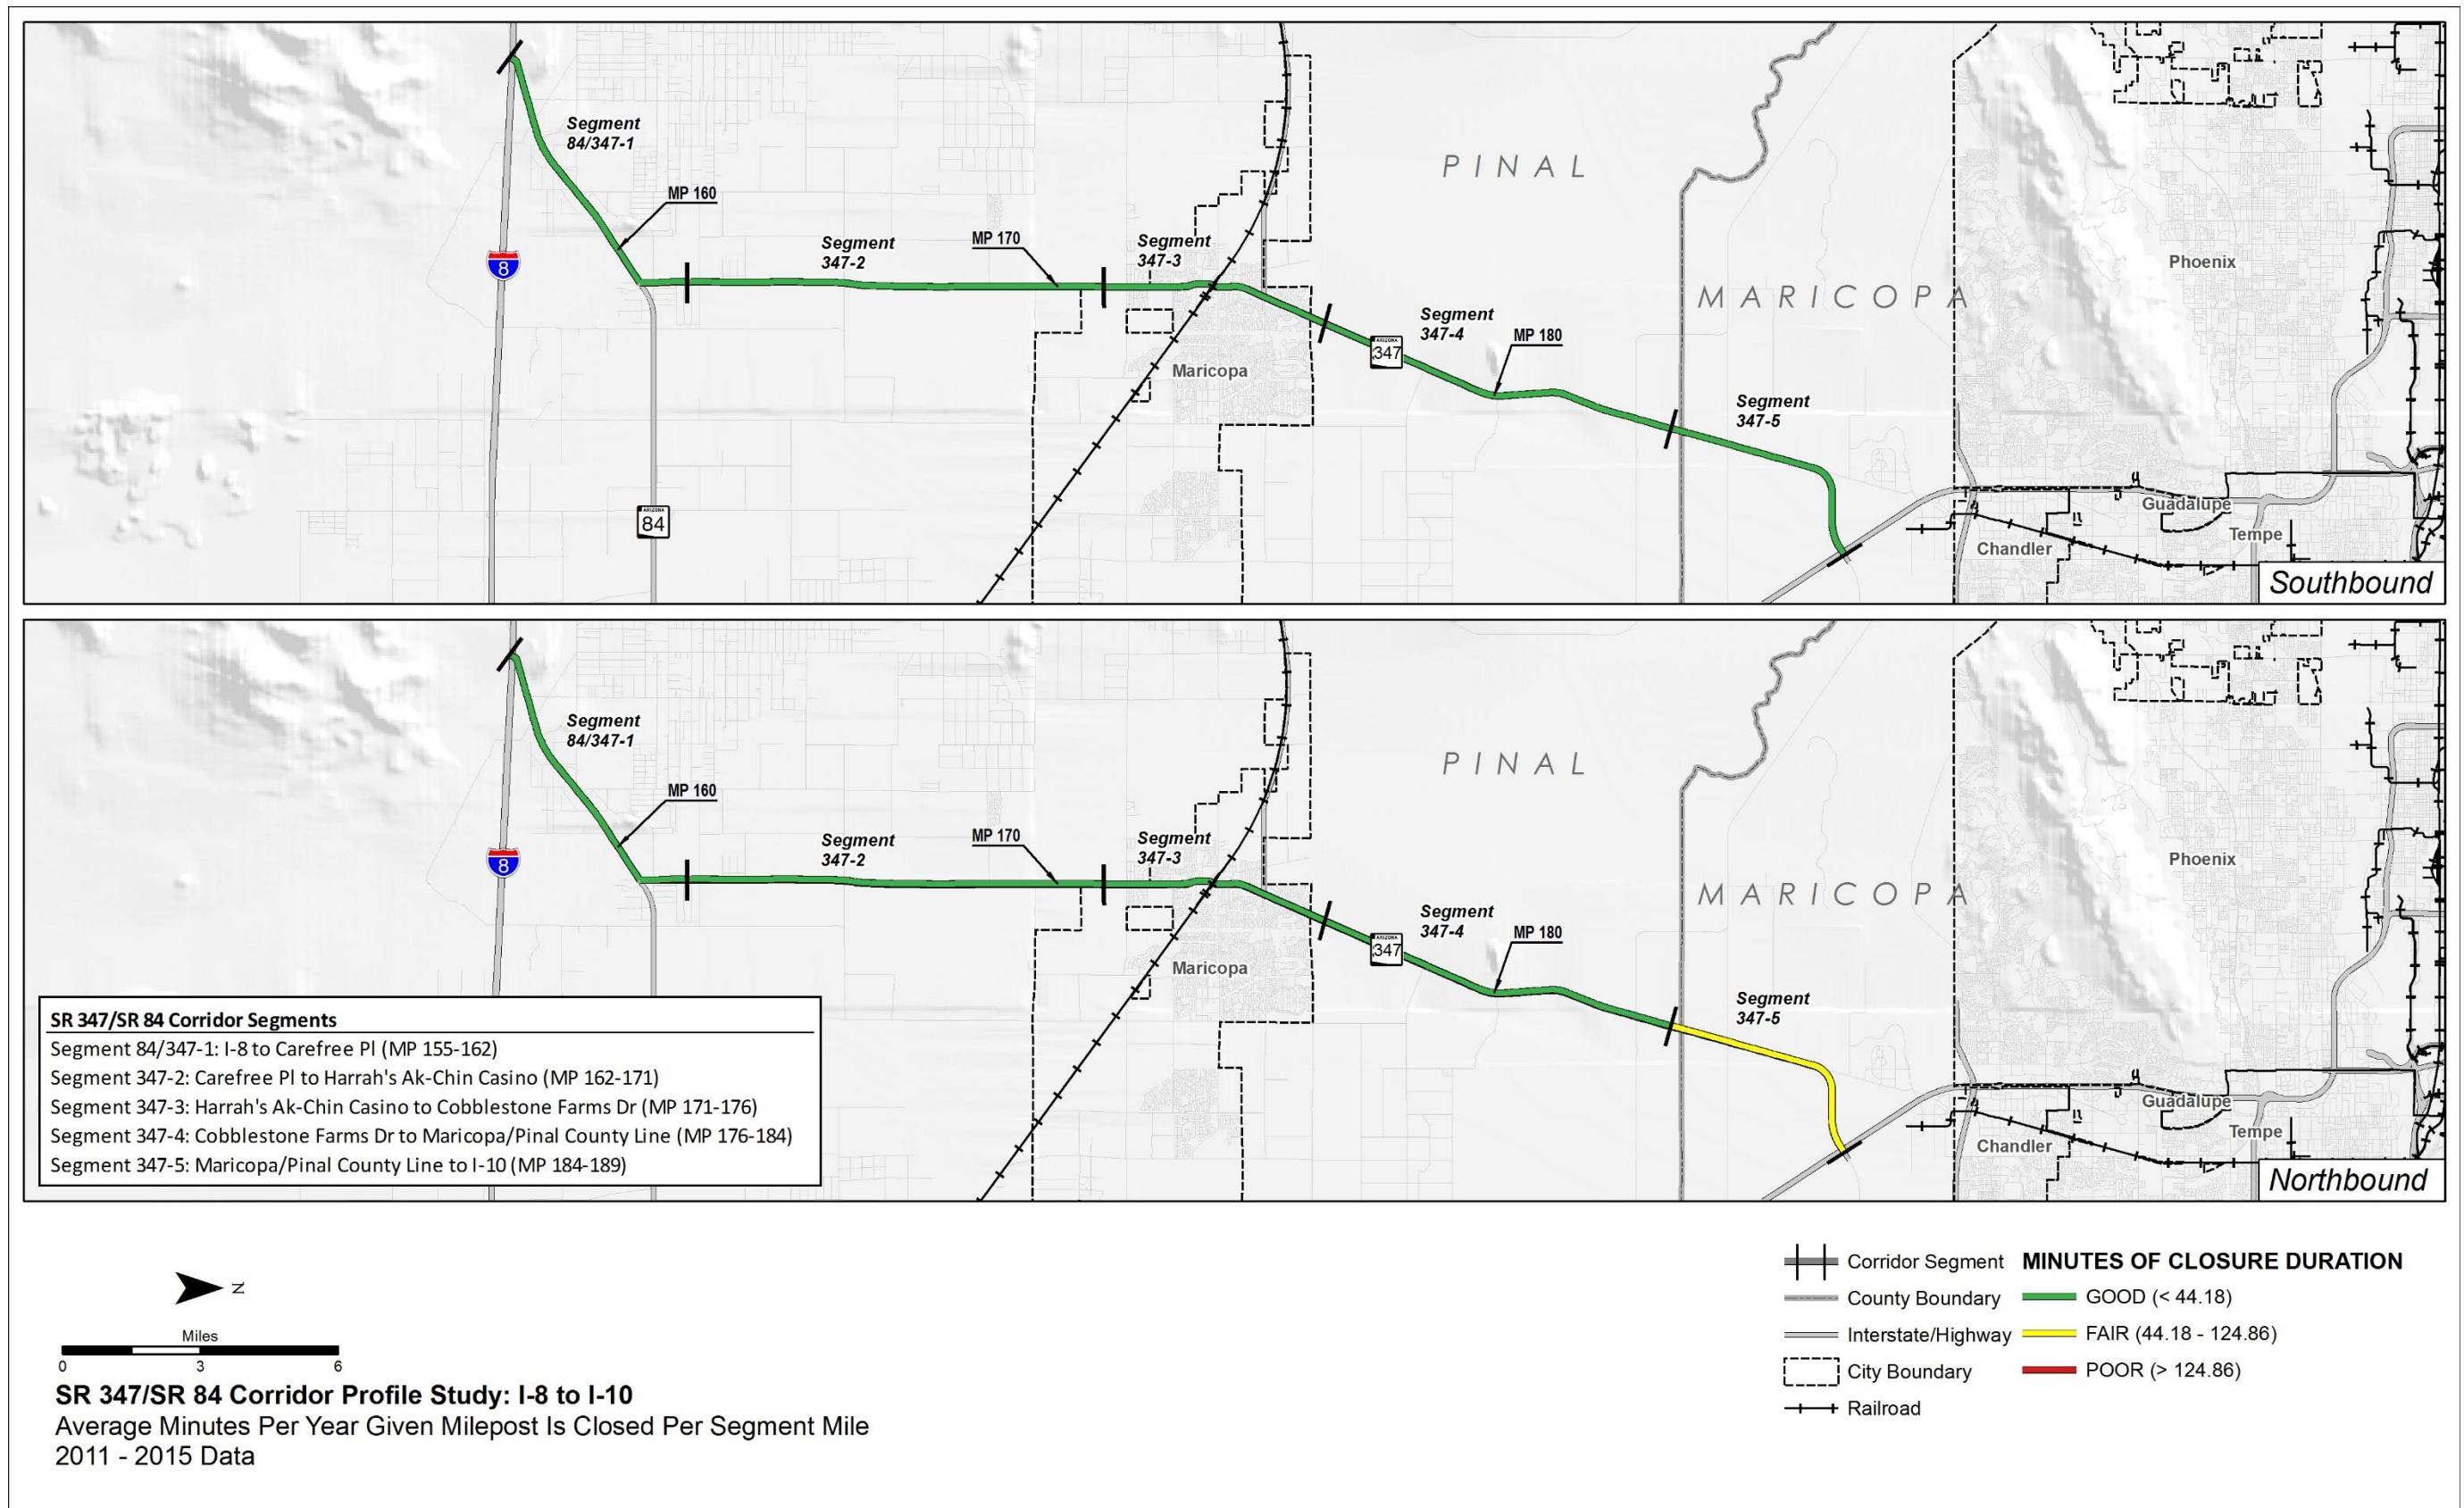 Segment
84/347-1
MP 160
Segment
347-2
MP 170
Segment
347-3
PINAL
MARICOPA
Segment
347-4
MP 180
Segment
347-5
8
ARIZONA
347
ARIZONA
84
Maricopa
Phoenix
Guadalupe
Tempe
Chandler
Southbound
Segment
84/347-1
MP 160
Segment
347-2
MP 170
Segment
347-3
PINAL
MARICOPA
Segment
347-4
MP 180
Segment
347-5
8
ARIZONA
347
Maricopa
Phoenix
Guadalupe
Tempe
Chandler
Northbound
SR 347/SR 84 Corridor Segments
Segment 84/347-1: I-8 to Carefree Pl (MP 155-162)
Segment 347-2: Carefree Pl to Harrah's Ak-Chin Casino (MP 162-171)
Segment 347-3: Harrah's Ak-Chin Casino to Cobblestone Farms Dr (MP 171-176)
Segment 347-4: Cobblestone Farms Dr to Maricopa/Pinal County Line (MP 176-184)
Segment 347-5: Maricopa/Pinal County Line to I-10 (MP 184-189)
N
Miles
0 3 6
SR 347/SR 84 Corridor Profile Study: I-8 to I-10
Average Minutes Per Year Given Milepost Is Closed Per Segment Mile
2011 - 2015 Data
Corridor Segment
County Boundary
Interstate/Highway
City Boundary
Railroad
MINUTES OF CLOSURE DURATION
GOOD (< 44.18)
FAIR (44.18 - 124.86)
POOR (> 124.86)